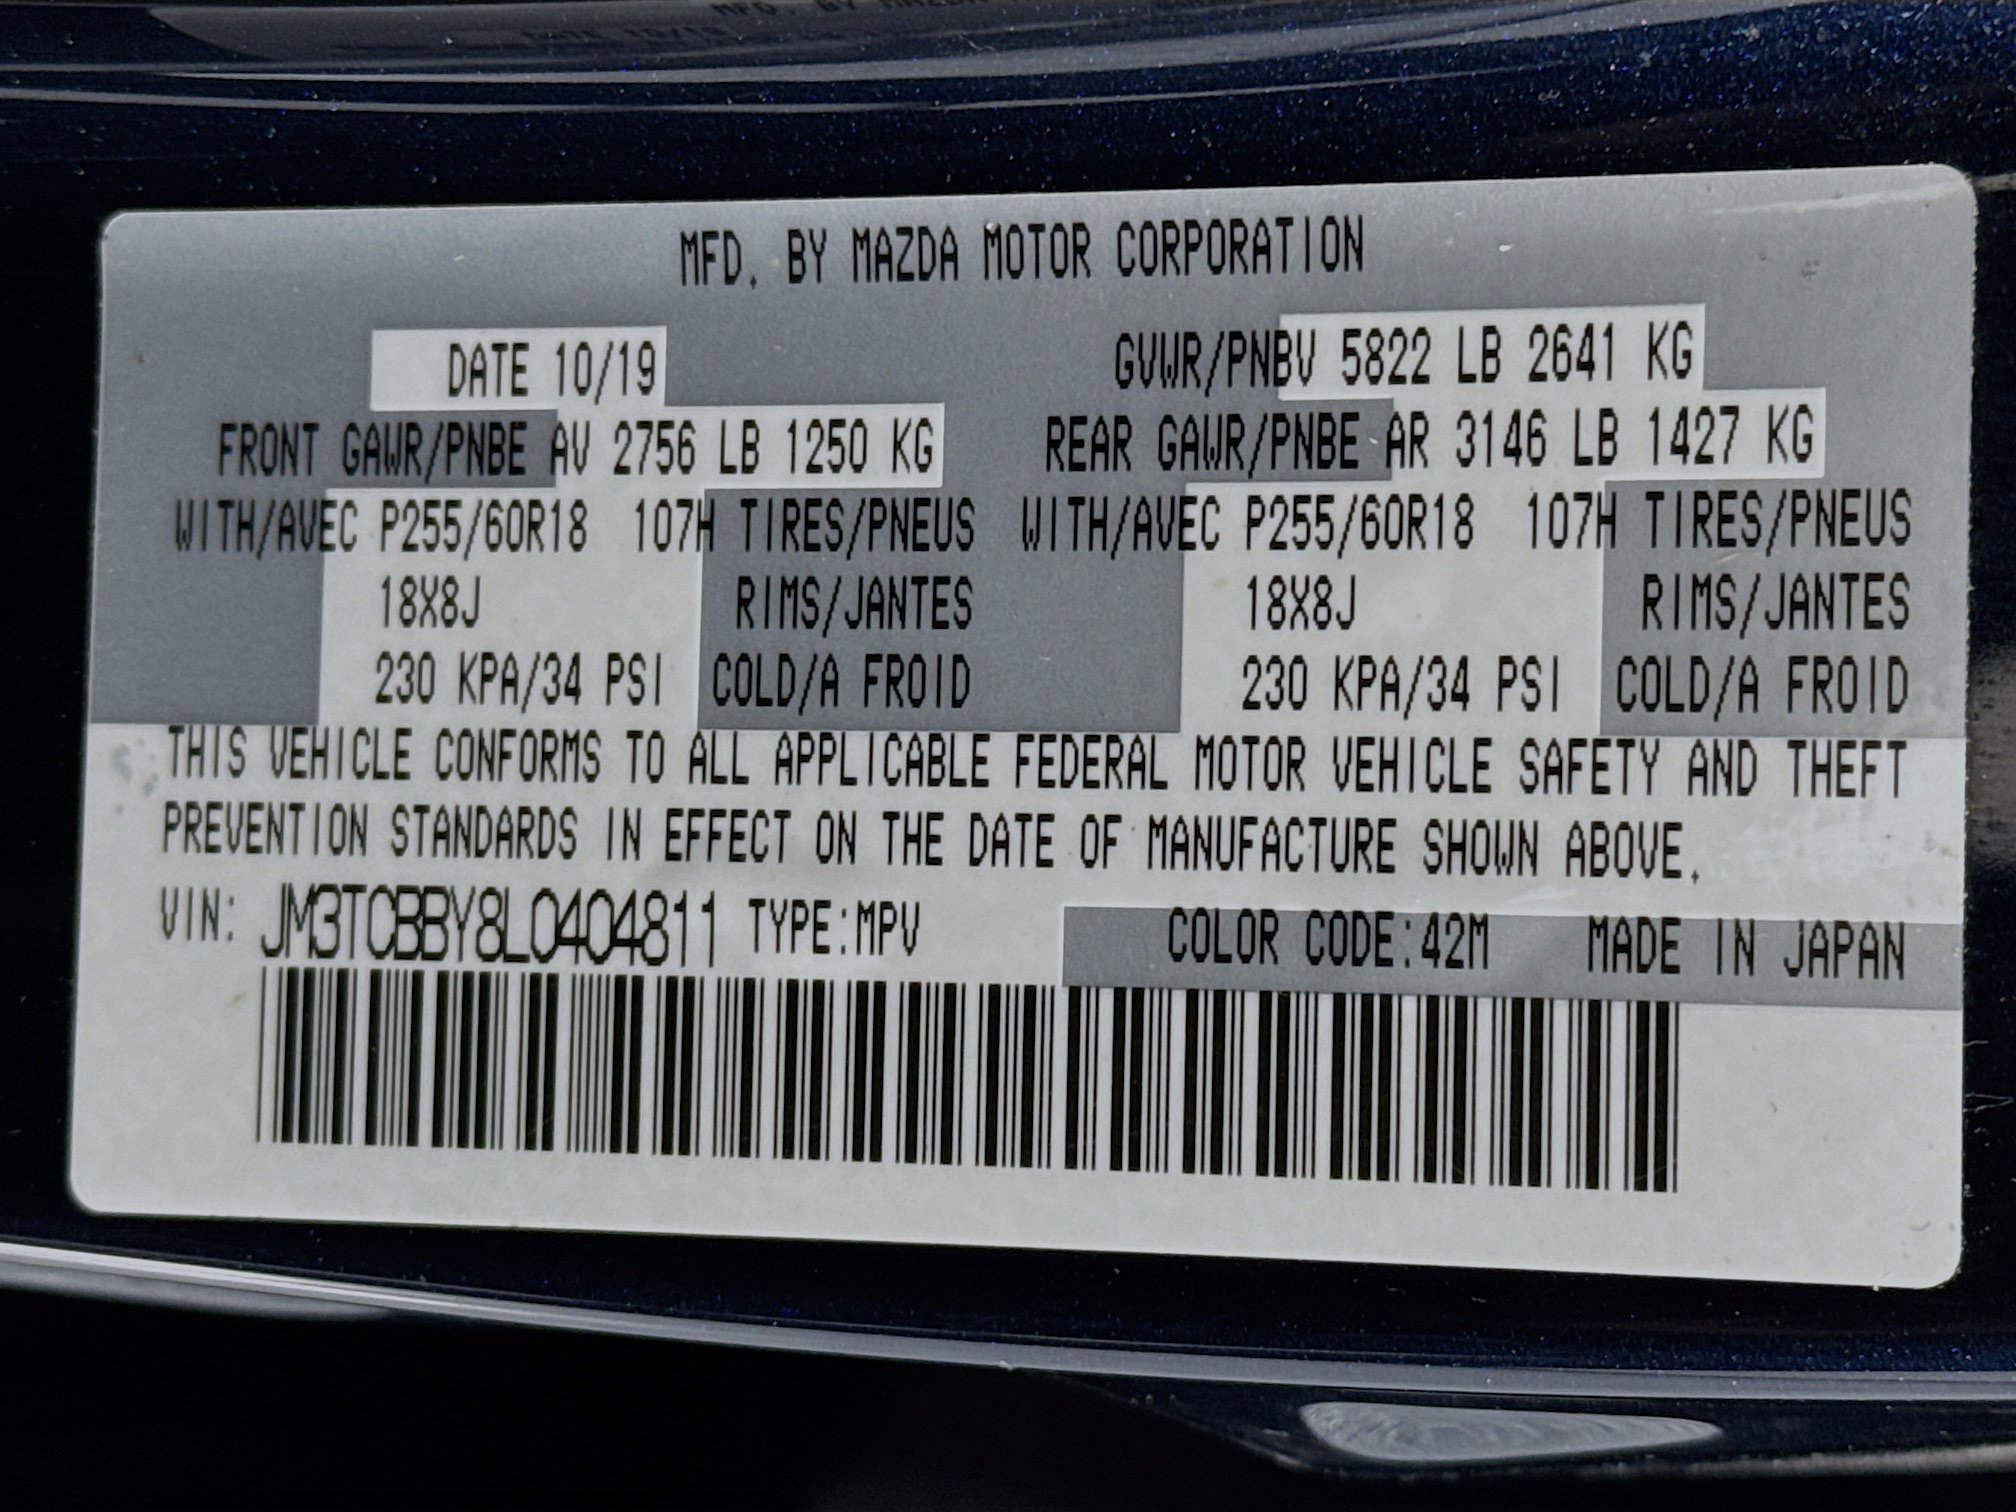 MFD. BY MAZDA MOTOR CORPORATION
DATE 10/19 GVWR/PNBV 5822 LB 2641 KG
FRONT GAWR/PNBE AV 2756 LB 1250 KG REAR GAWR/PNBE AR 3146 LB 1427 KG
WITH/AVEC P255/60R18 107H TIRES/PNEUS WITH/AVEC P255/60R18 107H TIRES/PNEUS
18X8J RIMS/JANTES 18X8J RIMS/JANTES
230 KPA/34 PSI COLD/A FROID 230 KPA/34 PSI COLD/A FROID
THIS VEHICLE CONFORMS TO ALL APPLICABLE FEDERAL MOTOR VEHICLE SAFETY AND THEFT
PREVENTION STANDARDS IN EFFECT ON THE DATE OF MANUFACTURE SHOWN ABOVE.
VIN: JM3TCBBY8L0404811 TYPE:MPV COLOR CODE:42M MADE IN JAPAN